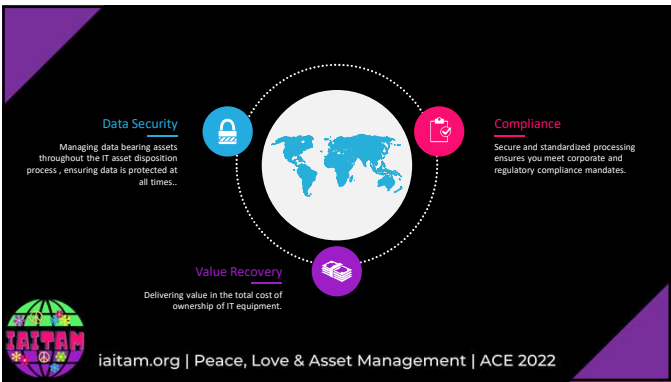 Data Security
Managing data bearing assets
throughout the IT asset disposition
process , ensuring data is protected at
all times..
Compliance
Secure and standardized processing
ensures you meet corporate and
regulatory compliance mandates.
Value Recovery
Delivering value in the total cost of
ownership of IT equipment.
IAITAM
iaitam.org | Peace, Love & Asset Management | ACE 2022